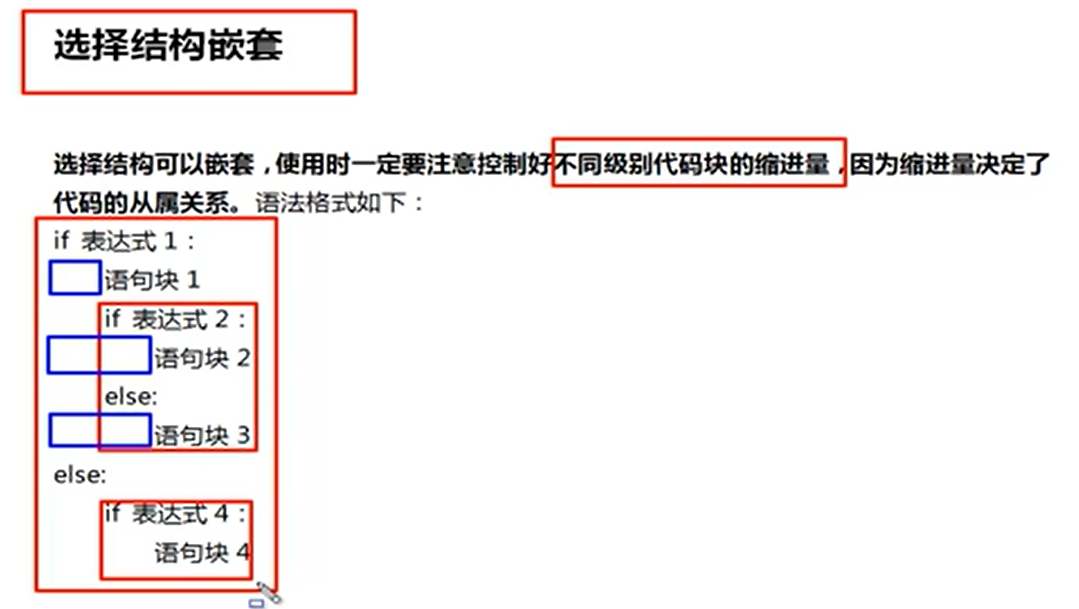 选择结构嵌套
选择结构可以嵌套，使用时一定要注意控制好不同级别代码块的缩进量，因为缩进量决定了
代码的从属关系。语法格式如下：
if 表达式 1：
语句块 1
if 表达式 2：
语句块 2
else:
语句块 3
else:
if 表达式 4：
语句块 4